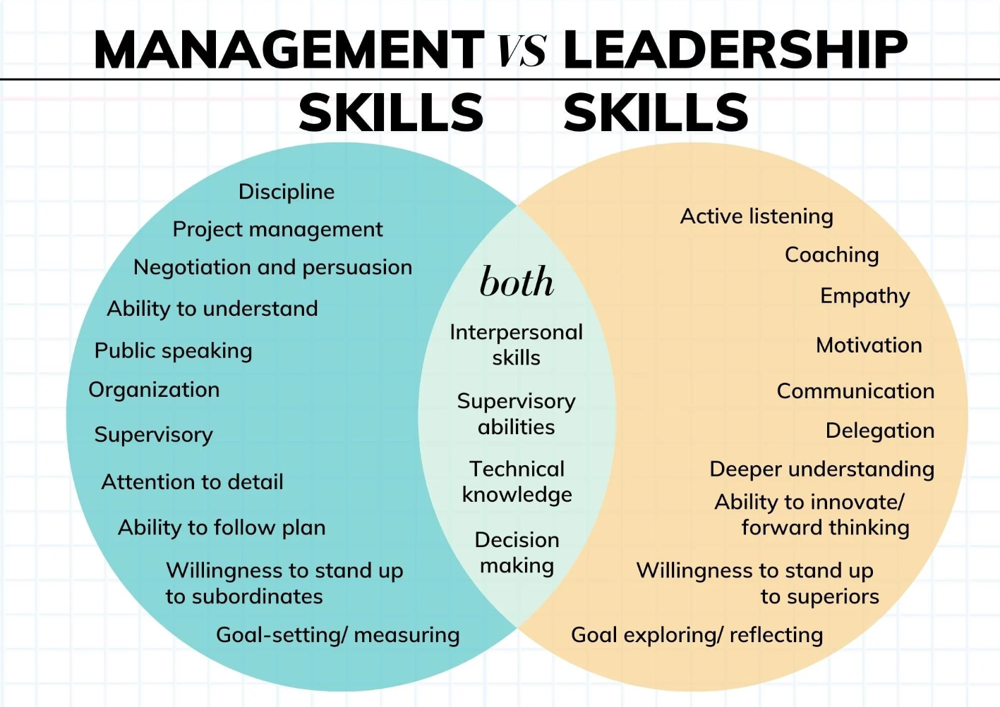 MANAGEMENT vs LEADERSHIP
SKILLS SKILLS
Discipline
Project management
Negotiation and persuasion
Ability to understand
Public speaking
Organization
Supervisory
Attention to detail
Ability to follow plan
Willingness to stand up
to subordinates
Goal-setting/ measuring
both
Interpersonal
skills
Supervisory
abilities
Technical
knowledge
Decision
making
Active listening
Coaching
Empathy
Motivation
Communication
Delegation
Deeper understanding
Ability to innovate/
forward thinking
Willingness to stand up
to superiors
Goal exploring/ reflecting